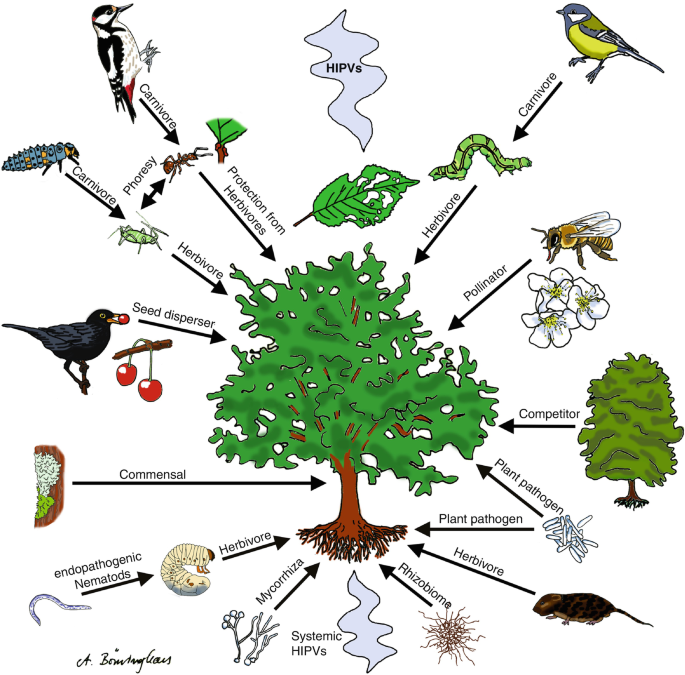 HIPVs
Carnivore
Carnivore
Phoresy
Carnivore
Protection from
Herbivores
Herbivore
Herbivore
Pollinator
Seed disperser
Competitor
Commensal
Plant pathogen
Plant pathogen
endopathogenic
Nematods
Herbivore
Herbivore
Mycorrhiza
Rhizobiome
Systemic
HIPVs